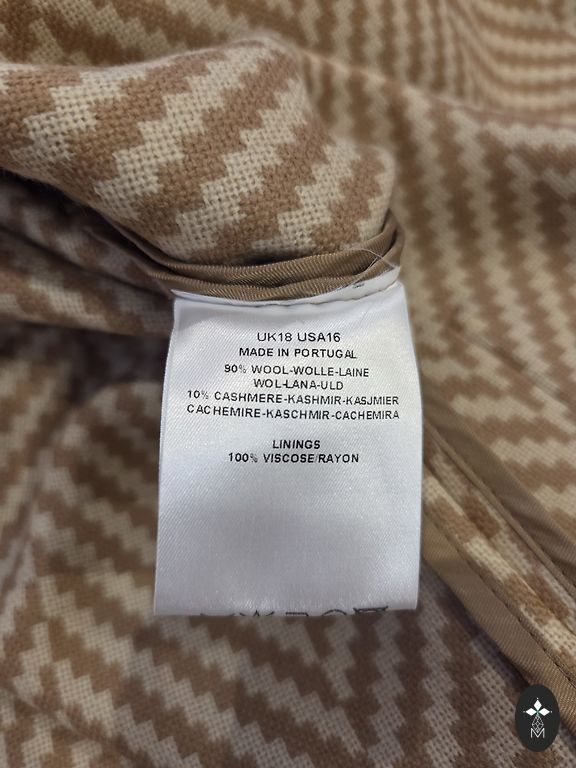 UK18 USA16
MADE IN PORTUGAL
90% WOOL-WOLLE-LAINE
WOL-LANA-ULD
10% CASHMERE-KASHMIR-KASJMIER
CACHEMIRE-KASCHMIR-CACHEMIRA
LININGS
100% VISCOSE/RAYON
M